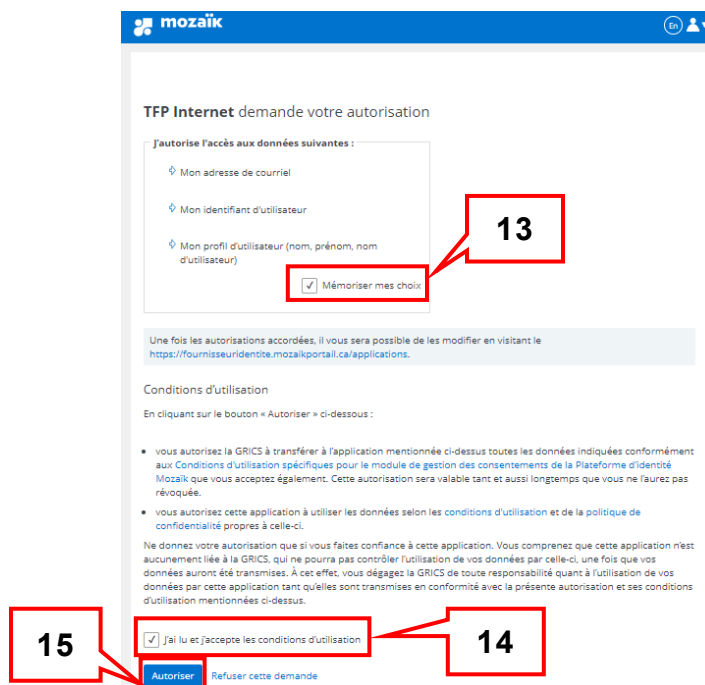 mozaïk
En
TFP Internet demande votre autorisation
J'autorise l'accès aux données suivantes :
Mon adresse de courriel
Mon identifiant d'utilisateur
13
Mon profil d'utilisateur (nom, prénom, nom
d'utilisateur)
Mémoriser mes choix
Une fois les autorisations accordées, il vous sera possible de les modifier en visitant le
https://fournisseuridentite.mozaikportail.ca/applications.
Conditions d'utilisation
En cliquant sur le bouton « Autoriser » ci-dessous :
• vous autorisez la GRICS à transférer à l'application mentionnée ci-dessus toutes les données indiquées conformément
aux Conditions d'utilisation spécifiques pour le module de gestion des consentements de la Plateforme d'identité
Mozaïk que vous acceptez également. Cette autorisation sera valable tant et aussi longtemps que vous ne l'aurez pas
révoquée.
• vous autorisez cette application à utiliser les données selon les conditions d'utilisation et de la politique de
confidentialité propres à celle-ci.
Ne donnez votre autorisation que si vous faites confiance à cette application. Vous comprenez que cette application n'est
aucunement liée à la GRICS, qui ne pourra pas contrôler l'utilisation de vos données par celle-ci, une fois que vos
données auront été transmises. À cet effet, vous dégagez la GRICS de toute responsabilité quant à l'utilisation de vos
données par cette application tant qu'elles sont transmises en conformité avec la présente autorisation et ses conditions
d'utilisation mentionnées ci-dessus.
15
J'ai lu et j'accepte les conditions d'utilisation
14
Autoriser
Refuser cette demande